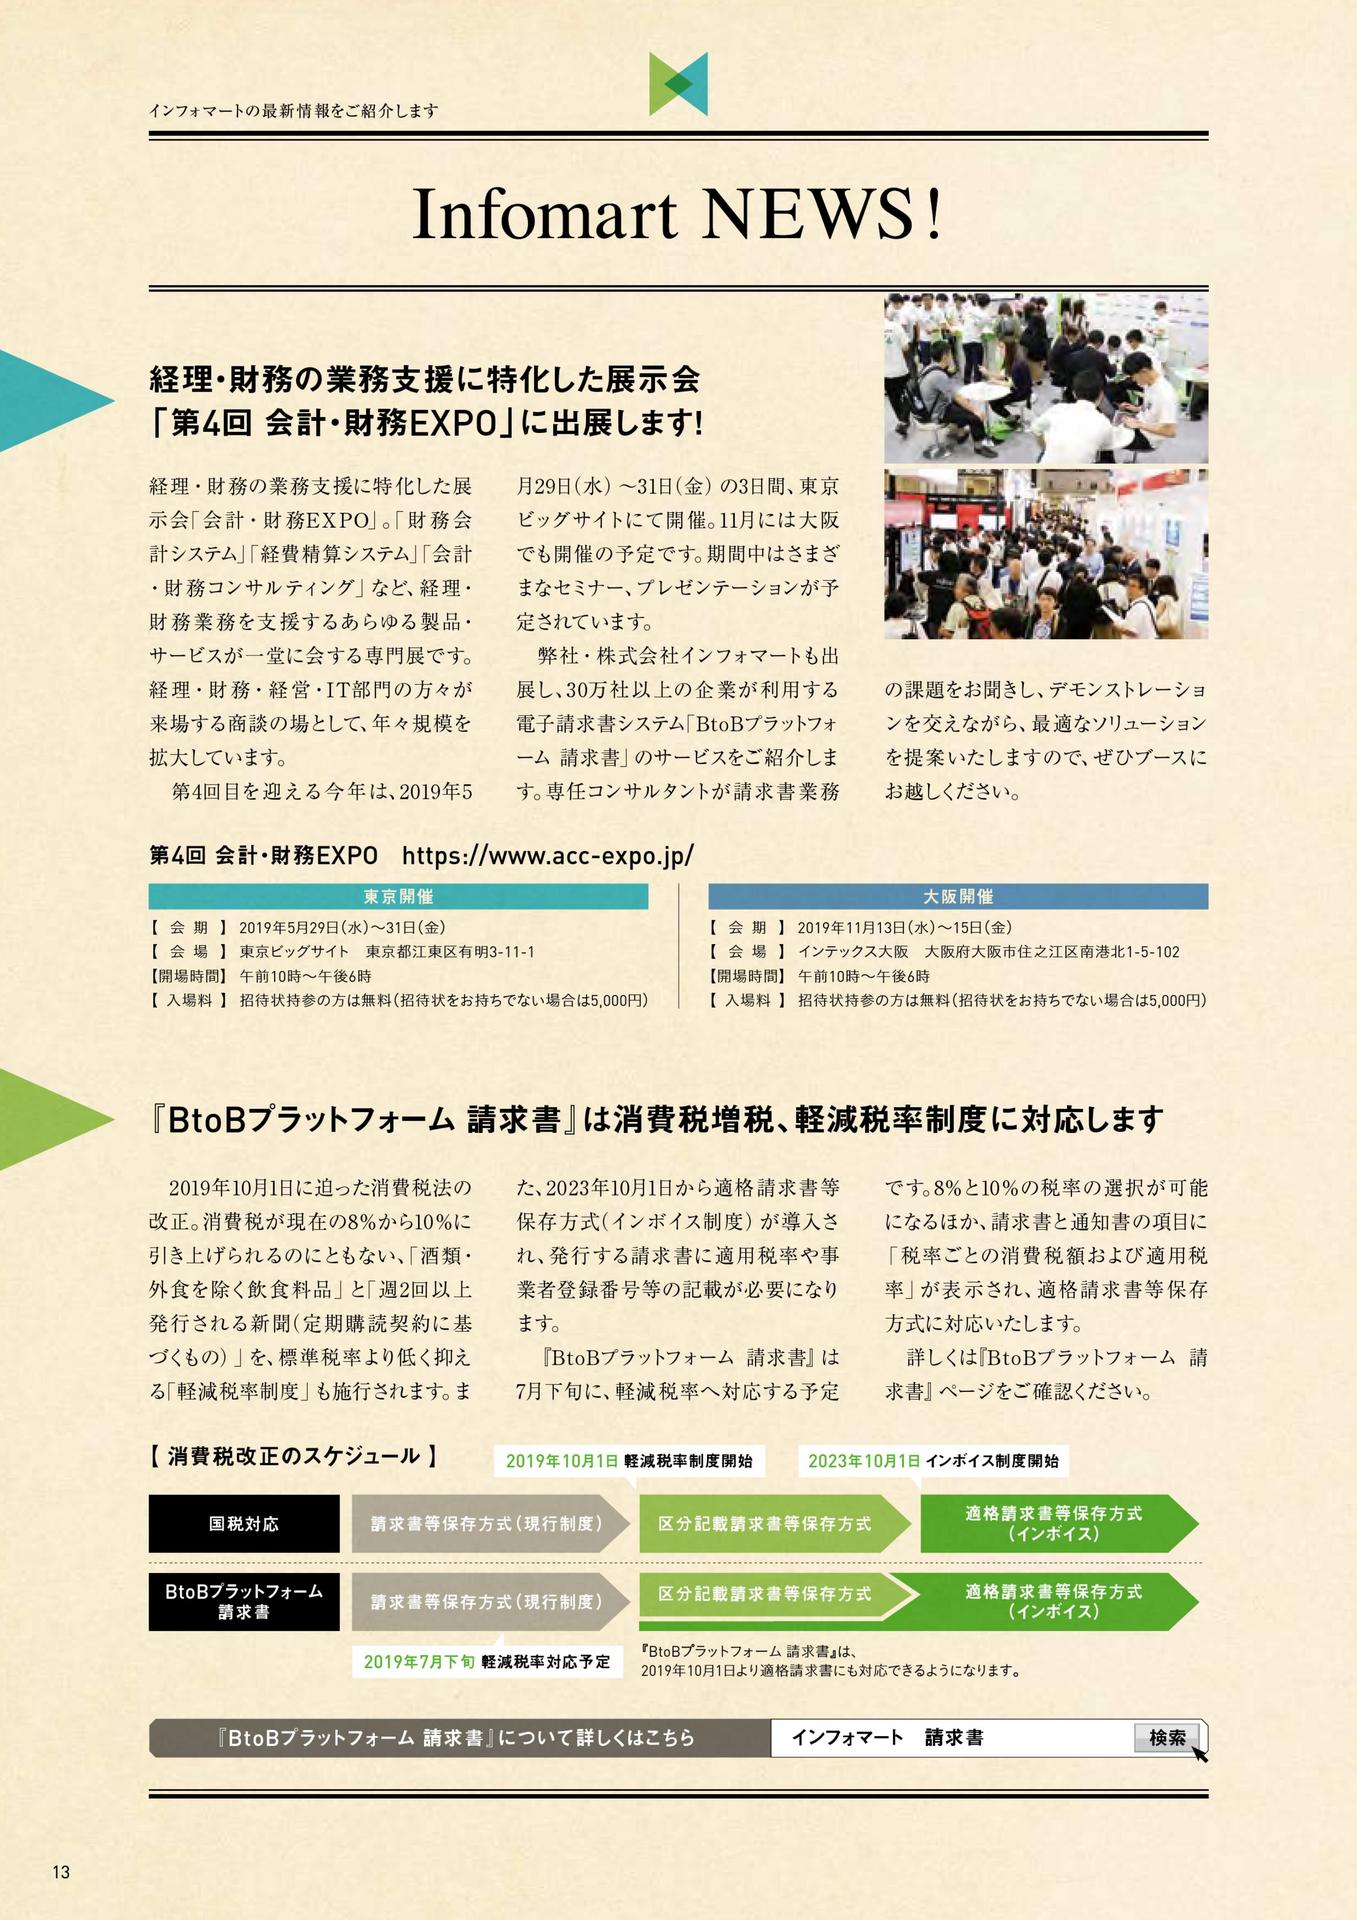 インフォマートの最新情報をご紹介します
Infomart NEWS!
経理・財務の業務支援に特化した展示会
「第4回 会計・財務EXPO」に出展します!
経理・財務の業務支援に特化した展
示会「会計・財務EXPO」。「財務会
計システム」「経費精算システム」「会計
・財務コンサルティング」など、経理・
財務業務を支援するあらゆる製品・
サービスが一堂に会する専門展です。
経理・財務・経営・IT部門の方々が
来場する商談の場として、年々規模を
拡大しています。
　第4回目を迎える今年は、2019年5
月29日(水)～31日(金)の3日間、東京
ビッグサイトにて開催。11月には大阪
でも開催の予定です。期間中はさまざ
まなセミナー、プレゼンテーションが予
定されています。
　弊社・株式会社インフォマートも出
展し、30万社以上の企業が利用する
電子請求書システム「BtoBプラットフォ
ーム 請求書」のサービスをご紹介しま
す。専任コンサルタントが請求書業務
の課題をお聞きし、デモンストレーショ
ンを交えながら、最適なソリューション
を提案いたしますので、ぜひブースに
お越しください。
第4回 会計・財務EXPO　https://www.acc-expo.jp/
東京開催
【 会 期 】 2019年5月29日(水)～31日(金)
【 会 場 】 東京ビッグサイト　東京都江東区有明3-11-1
【開場時間】 午前10時～午後6時
【 入場料 】 招待状持参の方は無料(招待状をお持ちでない場合は5,000円)
大阪開催
【 会 期 】 2019年11月13日(水)～15日(金)
【 会 場 】 インテックス大阪　大阪府大阪市住之江区南港北1-5-102
【開場時間】 午前10時～午後6時
【 入場料 】 招待状持参の方は無料(招待状をお持ちでない場合は5,000円)
『BtoBプラットフォーム 請求書』は消費税増税、軽減税率制度に対応します
　2019年10月1日に迫った消費税法の
改正。消費税が現在の8%から10%に
引き上げられるのにともない、「酒類・
外食を除く飲食料品」と「週2回以上
発行される新聞(定期購読契約に基
づくもの)」を、標準税率より低く抑え
る「軽減税率制度」も施行されます。ま
た、2023年10月1日から適格請求書等
保存方式(インボイス制度)が導入さ
れ、発行する請求書に適用税率や事
業者登録番号等の記載が必要になり
ます。
　『BtoBプラットフォーム 請求書』は
7月下旬に、軽減税率へ対応する予定
です。8%と10%の税率の選択が可能
になるほか、請求書と通知書の項目に
「税率ごとの消費税額および適用税
率」が表示され、適格請求書等保存
方式に対応いたします。
　詳しくは『BtoBプラットフォーム 請
求書』ページをご確認ください。
【 消費税改正のスケジュール 】
2019年10月1日 軽減税率制度開始
2023年10月1日 インボイス制度開始
国税対応
請求書等保存方式(現行制度)
区分記載請求書等保存方式
適格請求書等保存方式
(インボイス)
BtoBプラットフォーム
請求書
請求書等保存方式(現行制度)
区分記載請求書等保存方式
適格請求書等保存方式
(インボイス)
2019年7月下旬 軽減税率対応予定
『BtoBプラットフォーム 請求書』は、
2019年10月1日より適格請求書にも対応できるようになります。
『BtoBプラットフォーム 請求書』について詳しくはこちら
インフォマート　請求書
検索
13